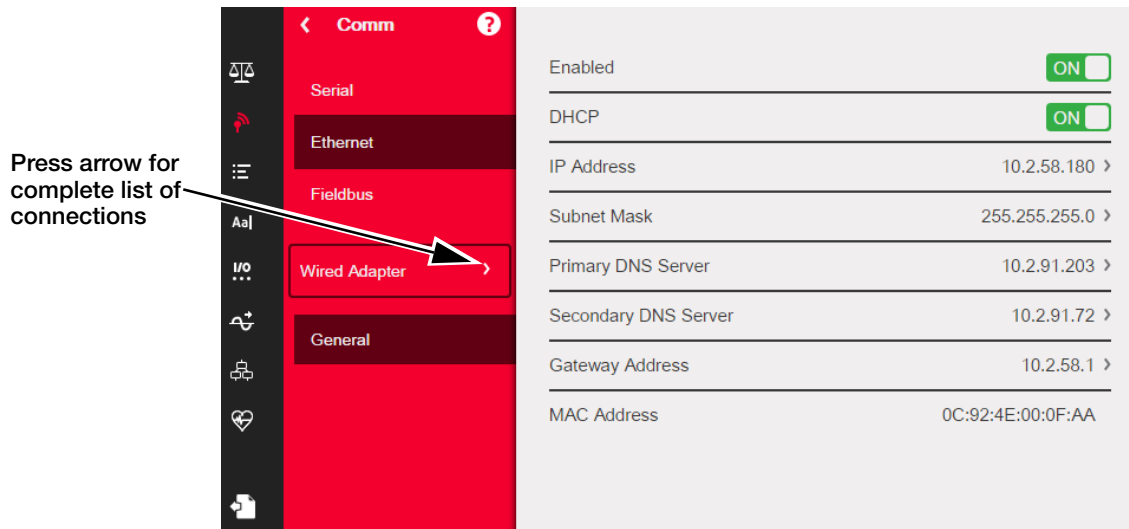 Comm ?
Serial
Ethernet
Fieldbus
Wired Adapter
General
Aa
I/O
Press arrow for
complete list of
connections
Enabled ON
DHCP ON
IP Address 10.2.58.180
Subnet Mask 255.255.255.0
Primary DNS Server 10.2.91.203
Secondary DNS Server 10.2.91.72
Gateway Address 10.2.58.1
MAC Address 0C:92:4E:00:0F:AA